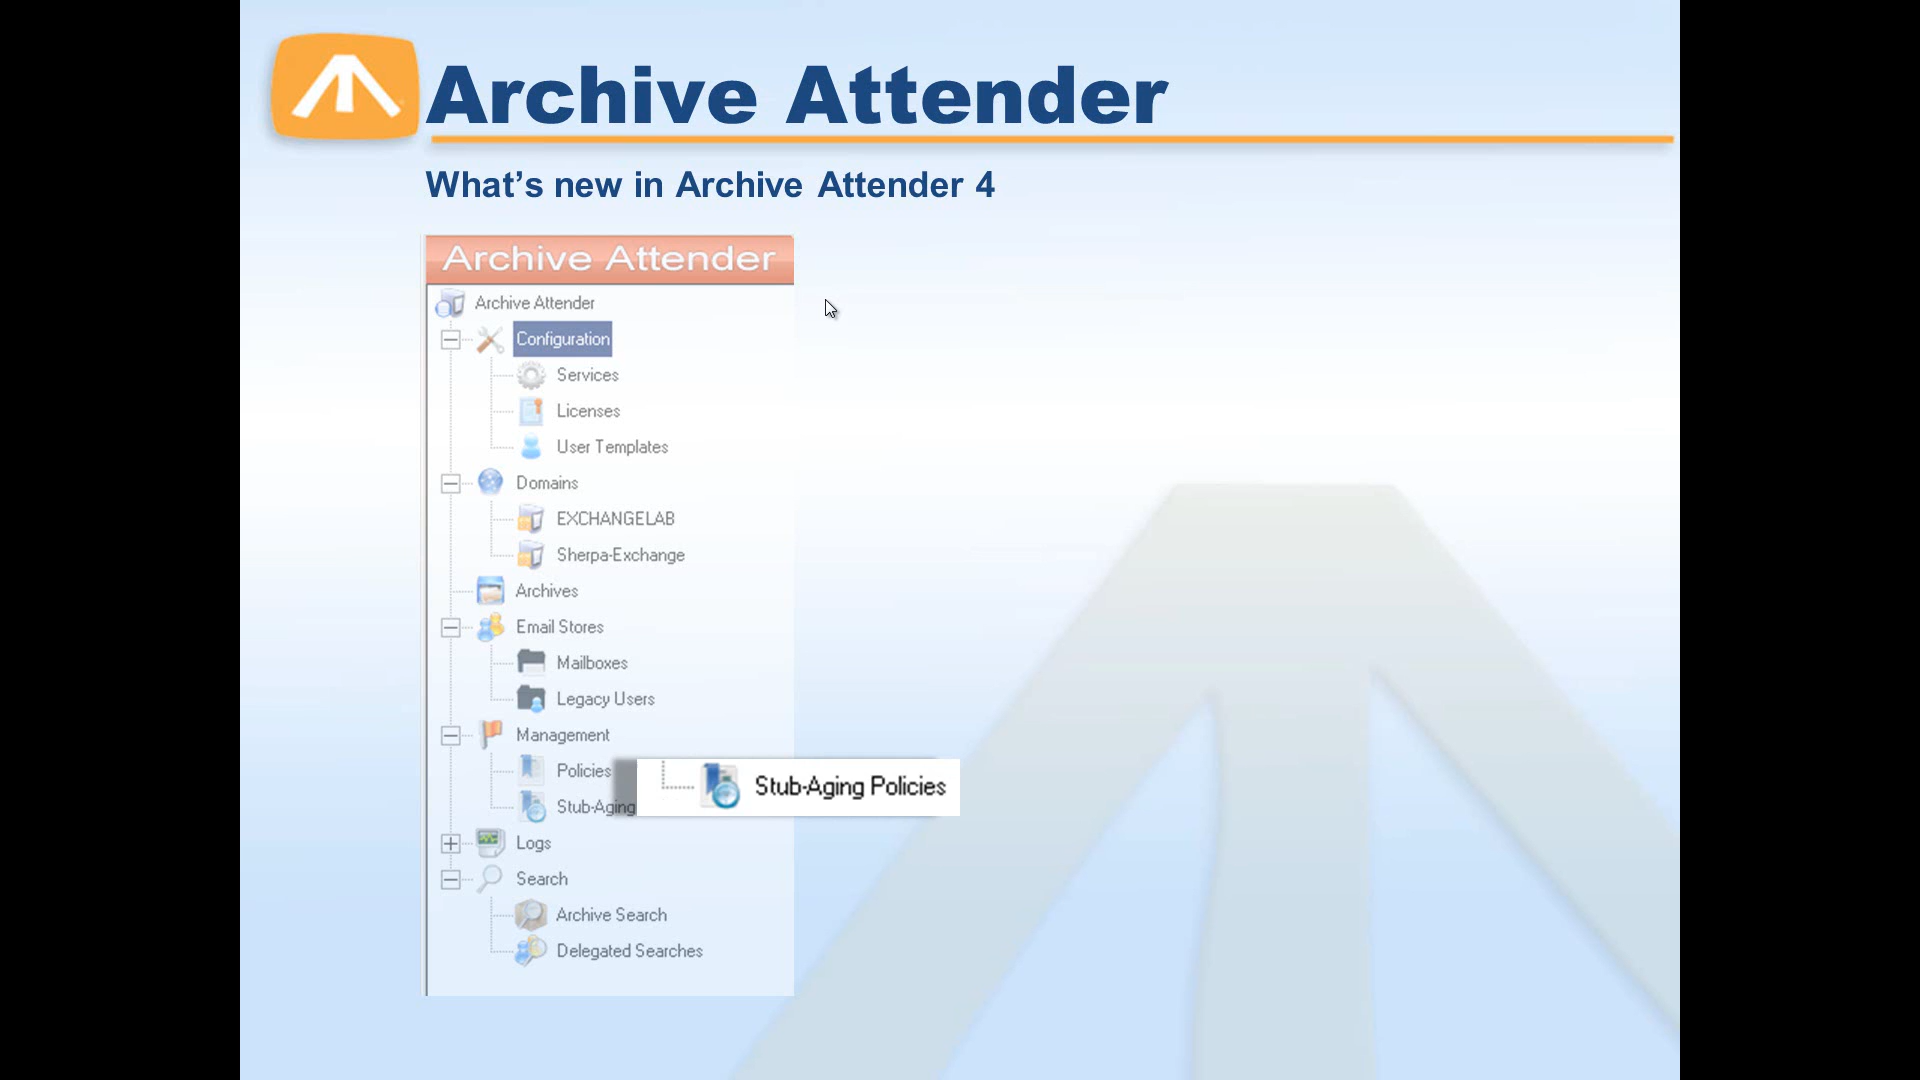 Archive Attender
What’s new in Archive Attender 4
Archive Attender
Archive Attender
Configuration
Services
Licenses
User Templates
Domains
EXCHANGELAB
Sherpa-Exchange
Archives
Email Stores
Mailboxes
Legacy Users
Management
Policies
Stub-Aging Policies
Stub-Aging
Logs
Search
Archive Search
Delegated Searches